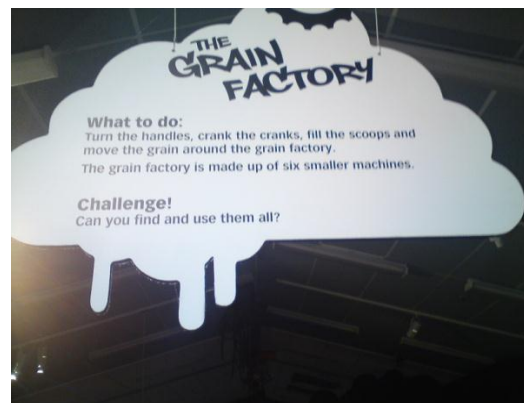 THE
GRAIN
FACTORY
What to do:
Turn the handles, crank the cranks, fill the scoops and
move the grain around the grain factory.
The grain factory is made up of six smaller machines.
Challenge!
Can you find and use them all?